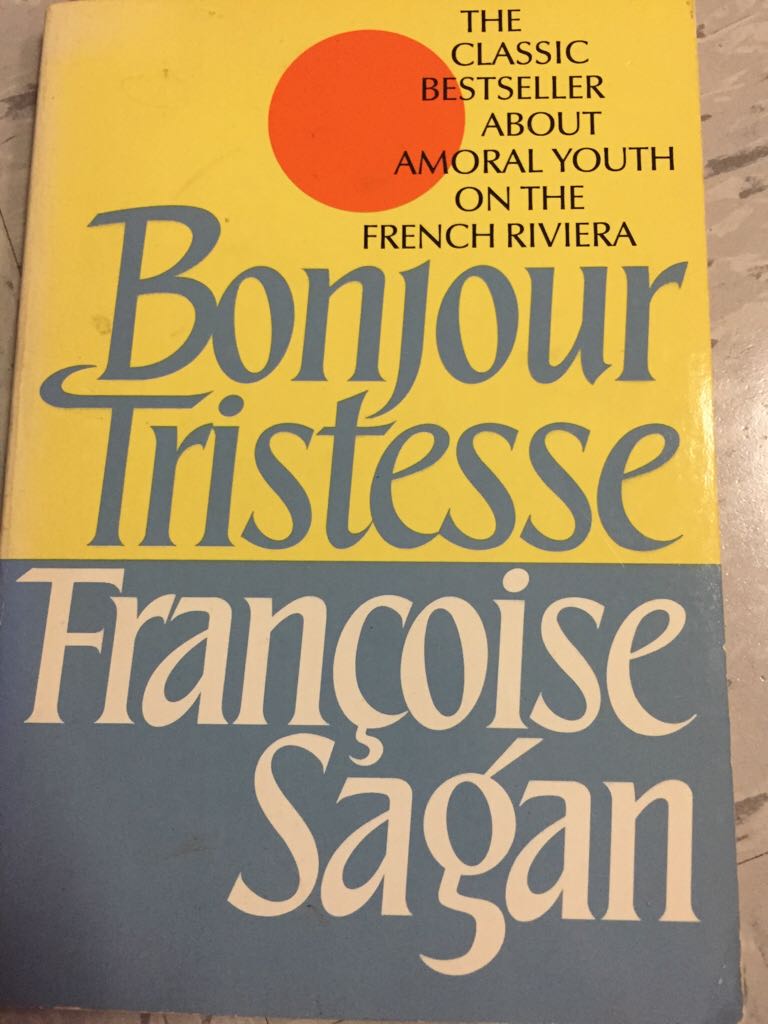 THE
CLASSIC
BESTSELLER
ABOUT
AMORAL YOUTH
ON THE
FRENCH RIVIERA
Bonjour
Tristesse
Françoise
Sagan